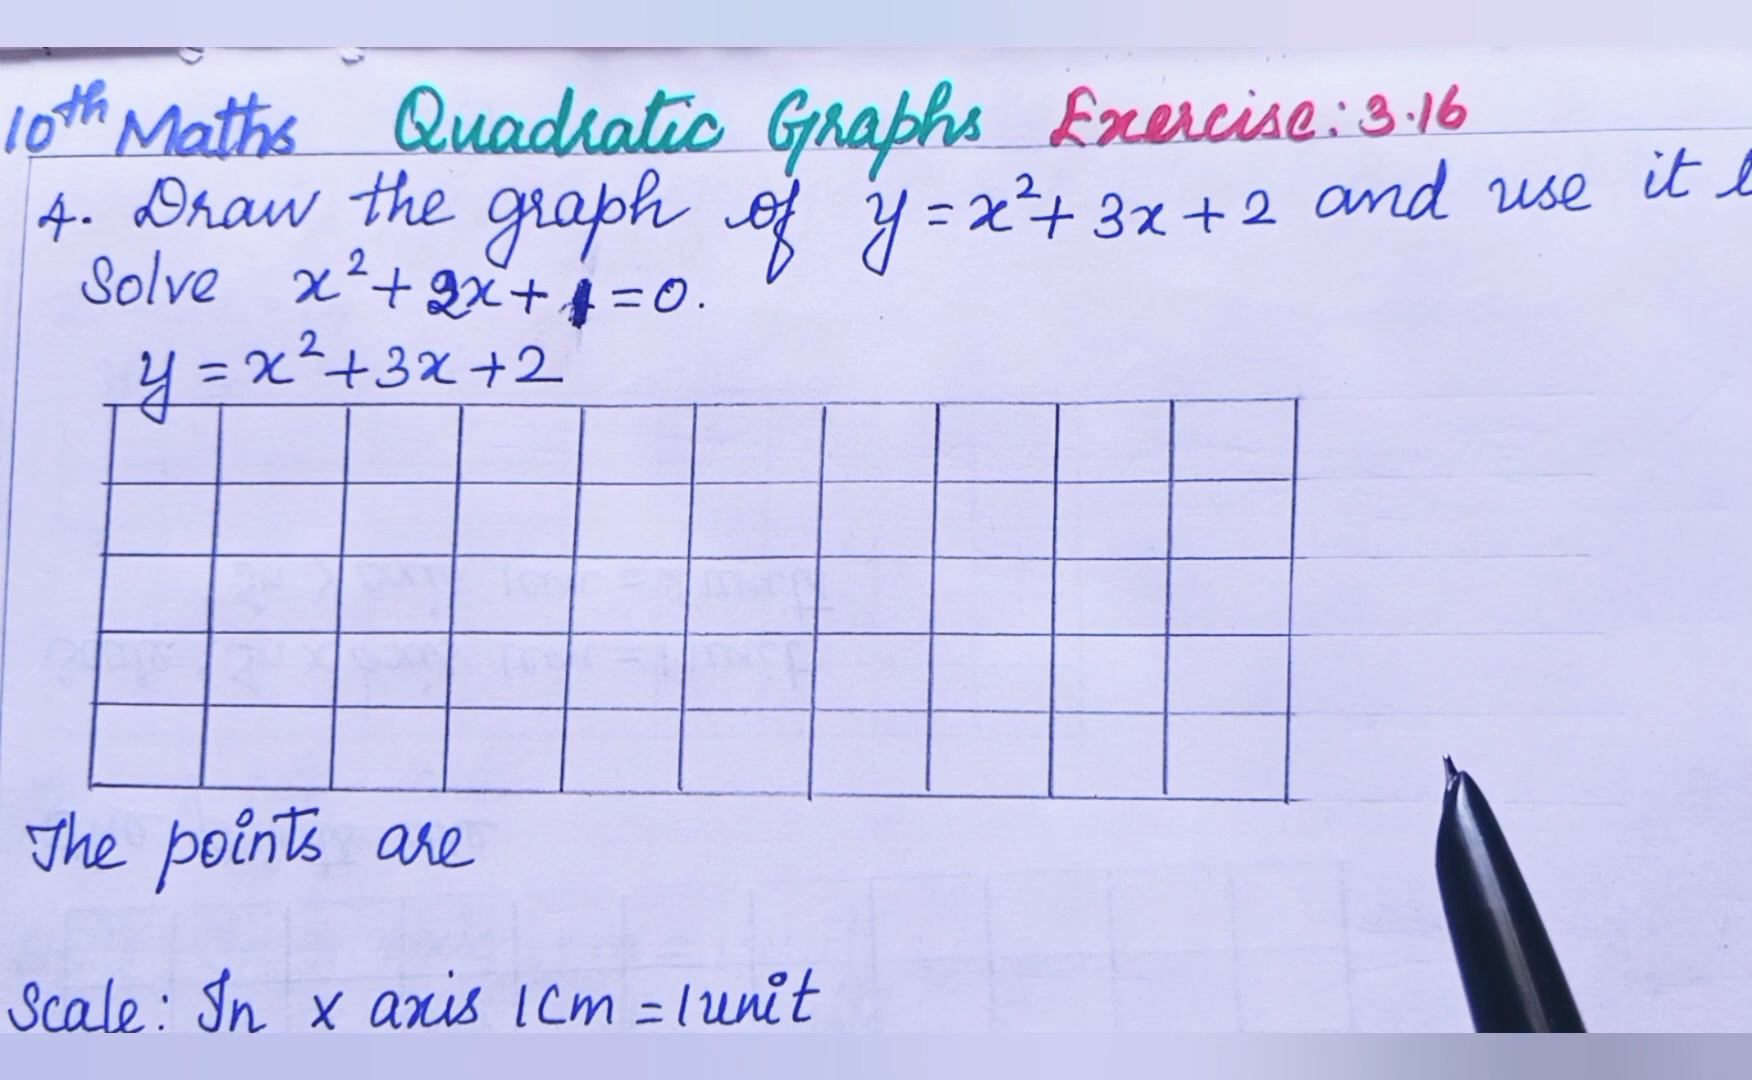 10th Maths Quadratic Graphs Exercise: 3.16
4. Draw the graph of y = x² + 3x + 2 and use it
Solve x² + 2x + 1 = 0.
y = x² + 3x + 2
The points are
Scale: In x axis 1cm = 1unit